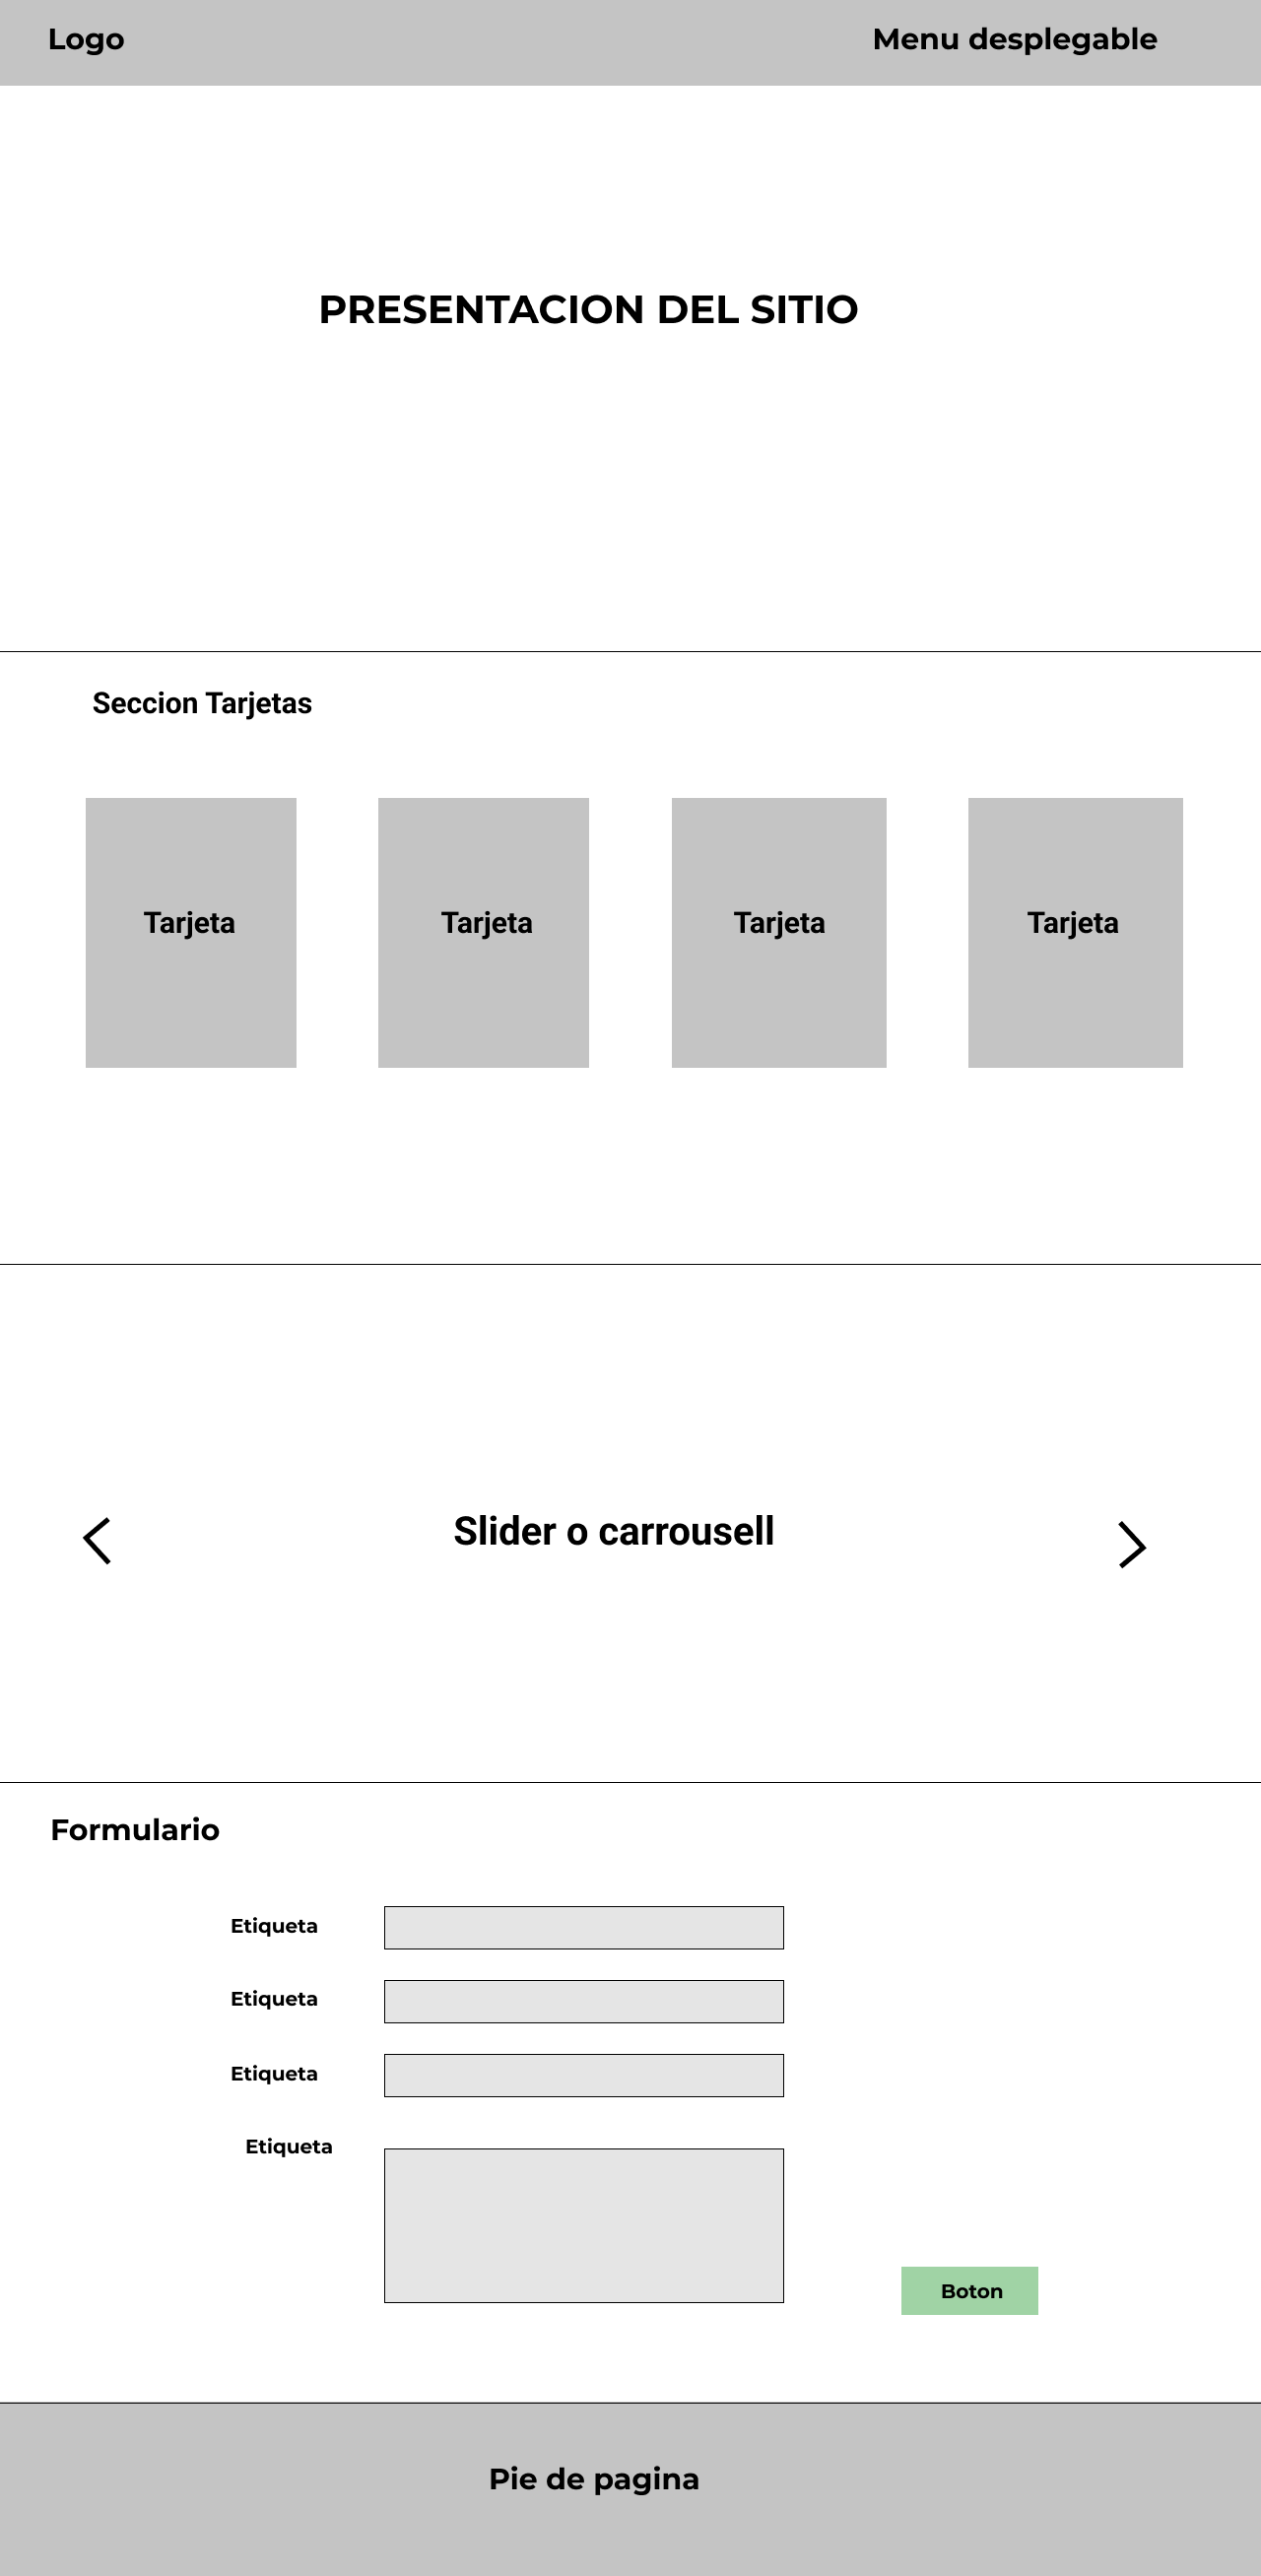 Logo
Menu desplegable
PRESENTACION DEL SITIO
Seccion Tarjetas
Tarjeta
Tarjeta
Tarjeta
Tarjeta
Slider o carrousell
Formulario
Etiqueta
Etiqueta
Etiqueta
Etiqueta
Boton
Pie de pagina